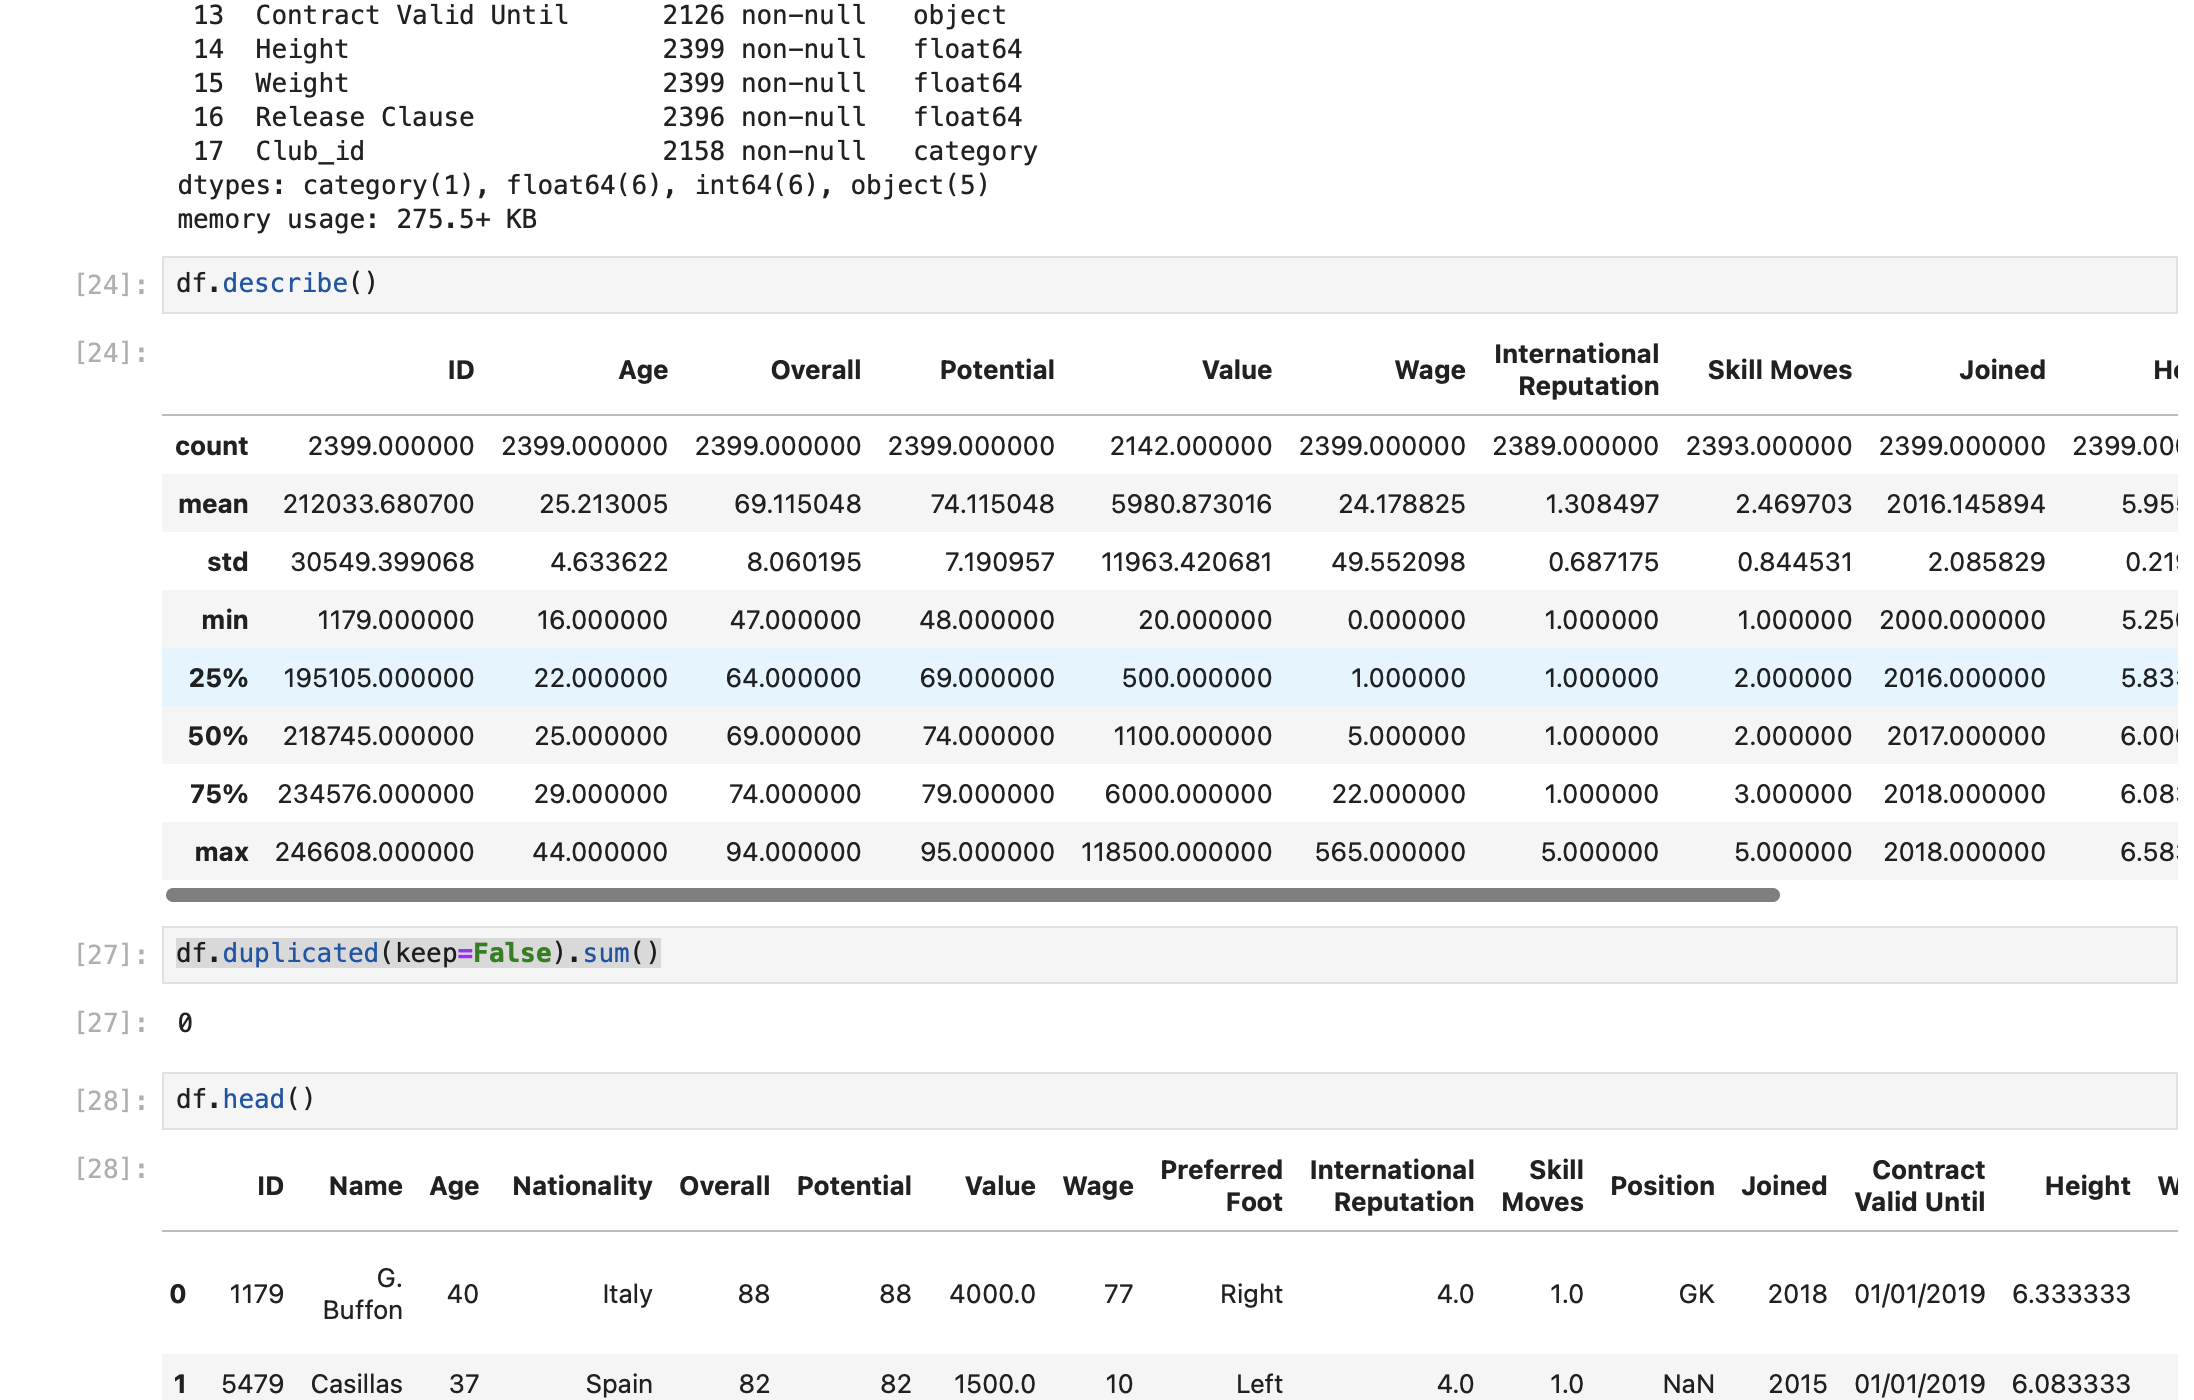 13 Contract Valid Until 2126 non-null object
14 Height 2399 non-null float64
15 Weight 2399 non-null float64
16 Release Clause 2396 non-null float64
17 Club_id 2158 non-null category
dtypes: category(1), float64(6), int64(6), object(5)
memory usage: 275.5+ KB
[24]: df.describe()
[24]:
ID Age Overall Potential Value Wage International Reputation Skill Moves Joined
count 2399.000000 2399.000000 2399.000000 2399.000000 2142.000000 2399.000000 2389.000000 2393.000000 2399.000000 2399.00
mean 212033.680700 25.213005 69.115048 74.115048 5980.873016 24.178825 1.308497 2.469703 2016.145894 5.95
std 30549.399068 4.633622 8.060195 7.190957 11963.420681 49.552098 0.687175 0.844531 2.085829 0.21
min 1179.000000 16.000000 47.000000 48.000000 20.000000 0.000000 1.000000 1.000000 2000.000000 5.25
25% 195105.000000 22.000000 64.000000 69.000000 500.000000 1.000000 1.000000 2.000000 2016.000000 5.83
50% 218745.000000 25.000000 69.000000 74.000000 1100.000000 5.000000 1.000000 2.000000 2017.000000 6.00
75% 234576.000000 29.000000 74.000000 79.000000 6000.000000 22.000000 1.000000 3.000000 2018.000000 6.08
max 246608.000000 44.000000 94.000000 95.000000 118500.000000 565.000000 5.000000 5.000000 2018.000000 6.58
[27]: df.duplicated(keep=False).sum()
[27]: 0
[28]: df.head()
[28]:
ID Name Age Nationality Overall Potential Value Wage Preferred Foot International Reputation Skill Moves Position Joined Contract Valid Until Height
0 1179 G. Buffon 40 Italy 88 88 4000.0 77 Right 4.0 1.0 GK 2018 01/01/2019 6.333333
1 5479 Casillas 37 Spain 82 82 1500.0 10 Left 4.0 1.0 NaN 2015 01/01/2019 6.083333